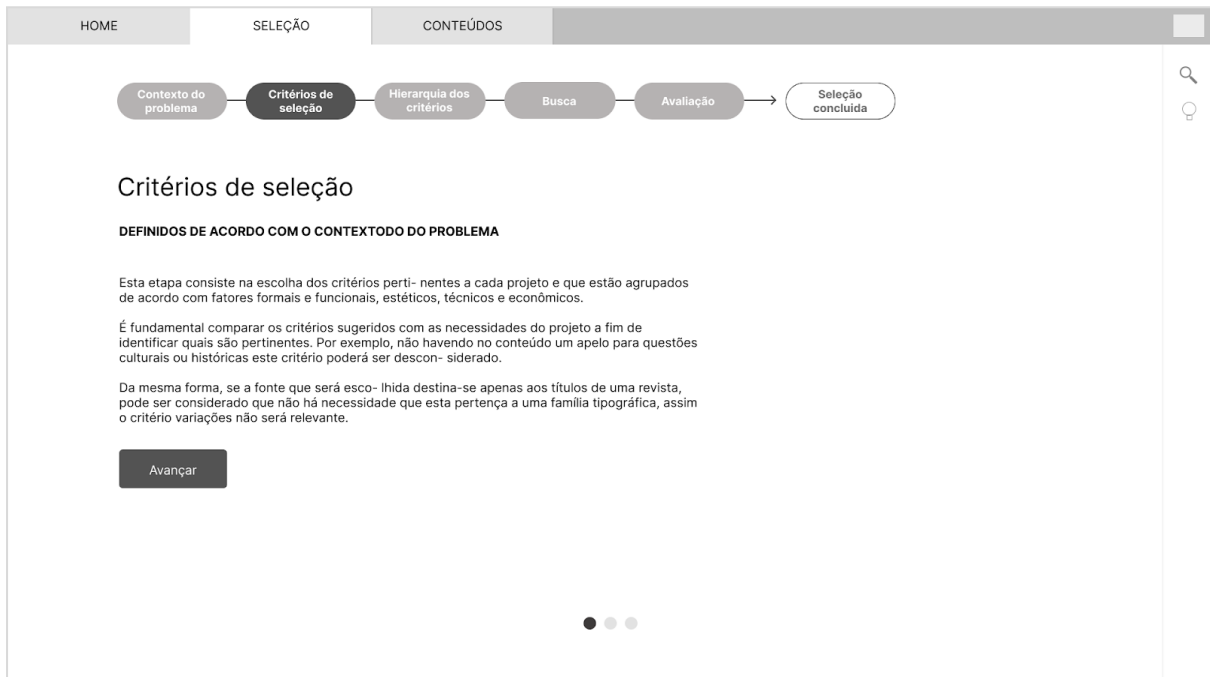 HOME
SELEÇÃO
CONTEÚDOS
Contexto do
problema
Critérios de
seleção
Hierarquia dos
critérios
Busca
Avaliação
Seleção
concluida
Critérios de seleção
DEFINIDOS DE ACORDO COM O CONTEXTODO DO PROBLEMA
Esta etapa consiste na escolha dos critérios perti- nentes a cada projeto e que estão agrupados
de acordo com fatores formais e funcionais, estéticos, técnicos e econômicos.
É fundamental comparar os critérios sugeridos com as necessidades do projeto a fim de
identificar quais são pertinentes. Por exemplo, não havendo no conteúdo um apelo para questões
culturais ou históricas este critério poderá ser descon- siderado.
Da mesma forma, se a fonte que será esco- lhida destina-se apenas aos títulos de uma revista,
pode ser considerado que não há necessidade que esta pertença a uma família tipográfica, assim
o critério variações não será relevante.
Avançar